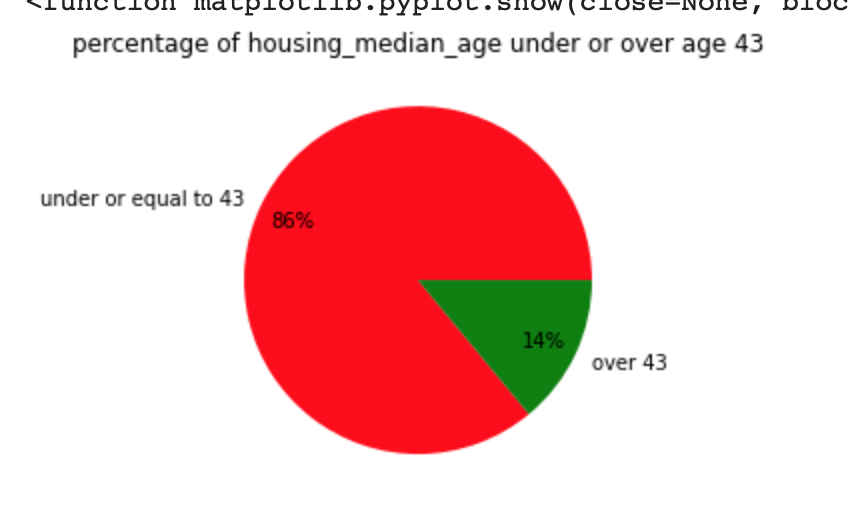 <function matplotlib.pyplot.show(close=None, bloc
percentage of housing_median_age under or over age 43
under or equal to 43
86%
14%
over 43